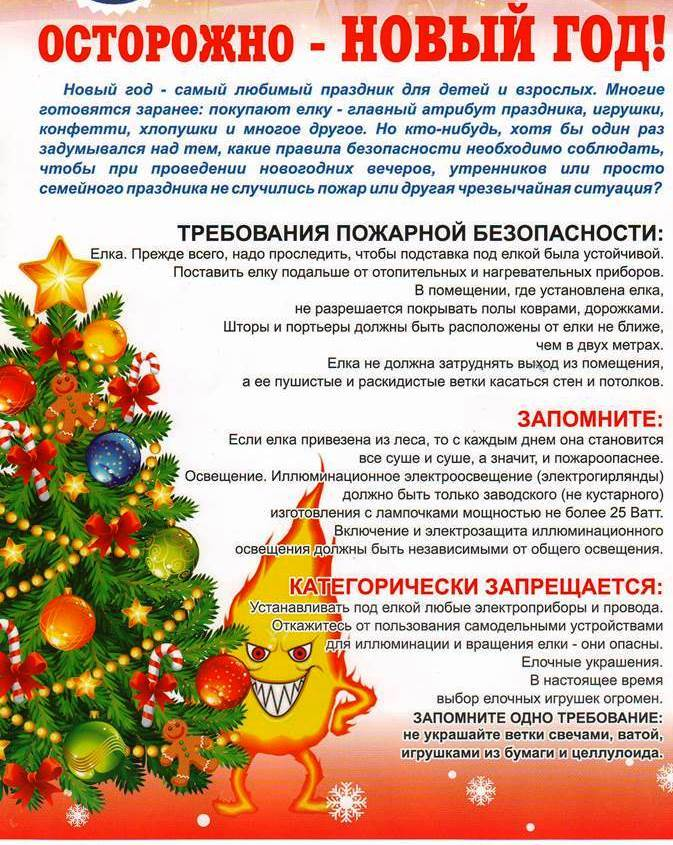 ОСТОРОЖНО - НОВЫЙ ГОД!
Новый год - самый любимый праздник для детей и взрослых. Многие
готовятся заранее: покупают елку - главный атрибут праздника, игрушки,
конфетти, хлопушки и многое другое. Но кто-нибудь, хотя бы один раз
задумывался над тем, какие правила безопасности необходимо соблюдать,
чтобы при проведении новогодних вечеров, утренников или просто
семейного праздника не случились пожар или другая чрезвычайная ситуация?
ТРЕБОВАНИЯ ПОЖАРНОЙ БЕЗОПАСНОСТИ:
Елка. Прежде всего, надо проследить, чтобы подставка под елкой была устойчивой.
Поставить елку подальше от отопительных и нагревательных приборов.
В помещении, где установлена елка,
не разрешается покрывать полы коврами, дорожками.
Шторы и портьеры должны быть расположены от елки не ближе,
чем в двух метрах.
Елка не должна затруднять выход из помещения,
а ее пушистые и раскидистые ветки касаться стен и потолков.
ЗАПОМНИТЕ:
Если елка привезена из леса, то с каждым днем она становится
все суше и суше, а значит, и пожароопаснее.
Освещение. Иллюминационное электроосвещение (электрогирлянды)
должно быть только заводского (не кустарного)
изготовления с лампочками мощностью не более 25 Ватт.
Включение и электрозащита иллюминационного
освещения должны быть независимыми от общего освещения.
КАТЕГОРИЧЕСКИ ЗАПРЕЩАЕТСЯ:
Устанавливать под елкой любые электроприборы и провода.
Откажитесь от пользования самодельными устройствами
для иллюминации и вращения елки - они опасны.
Елочные украшения.
В настоящее время
выбор елочных игрушек огромен.
ЗАПОМНИТЕ ОДНО ТРЕБОВАНИЕ:
не украшайте ветки свечами, ватой,
игрушками из бумаги и целлулоида.